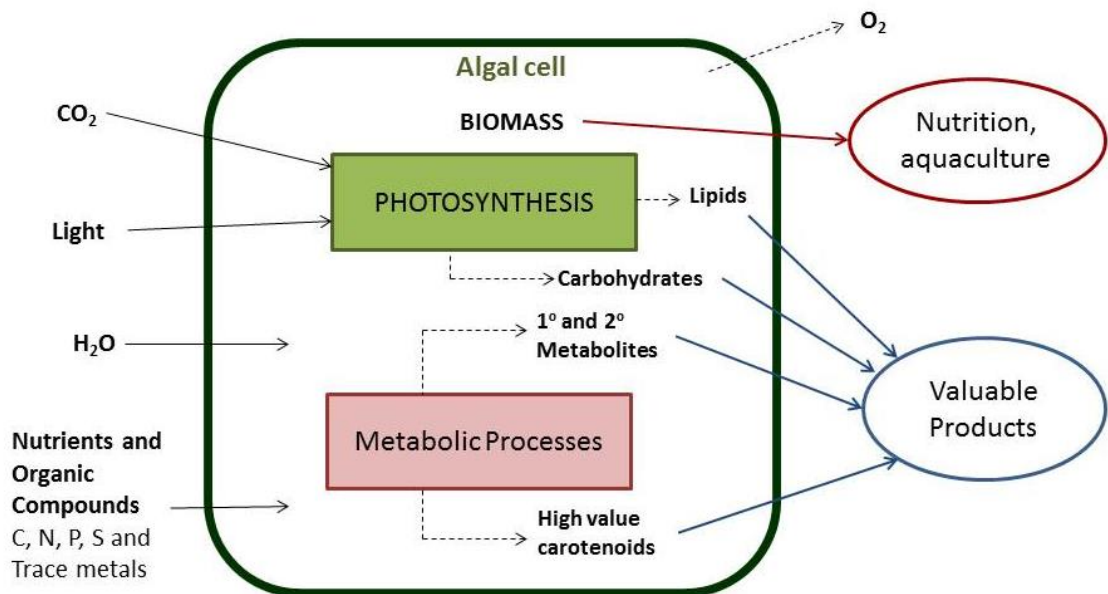 O₂
Algal cell
CO₂
BIOMASS
Nutrition,
aquaculture
PHOTOSYNTHESIS
Lipids
Light
Carbohydrates
1º and 2º
Metabolites
H₂O
Valuable
Products
Metabolic Processes
Nutrients and
Organic
Compounds
C, N, P, S and
Trace metals
High value
carotenoids